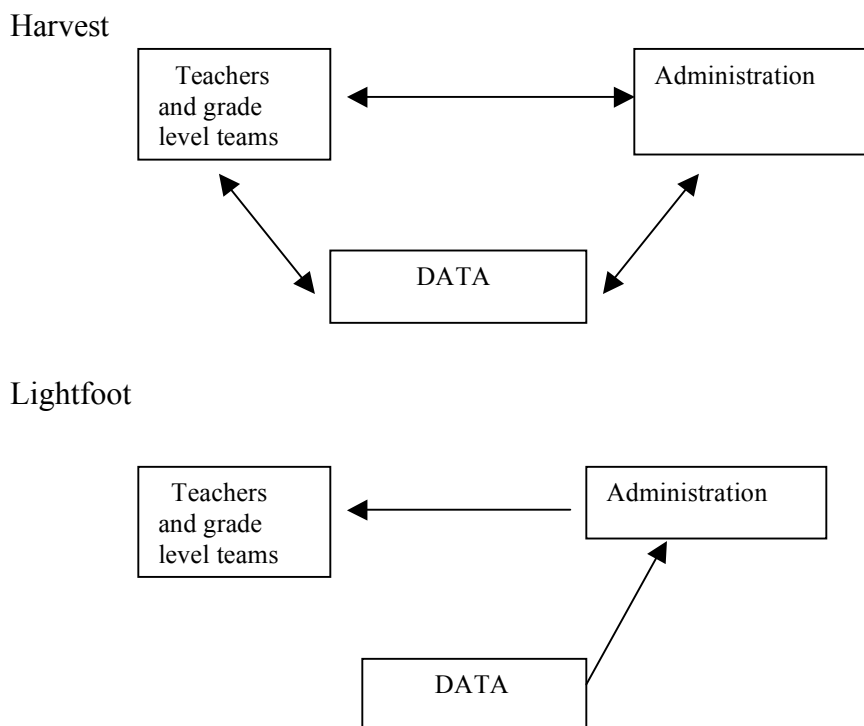 Harvest
Teachers
and grade
level teams
Administration
DATA
Lightfoot
Teachers
and grade
level teams
Administration
DATA